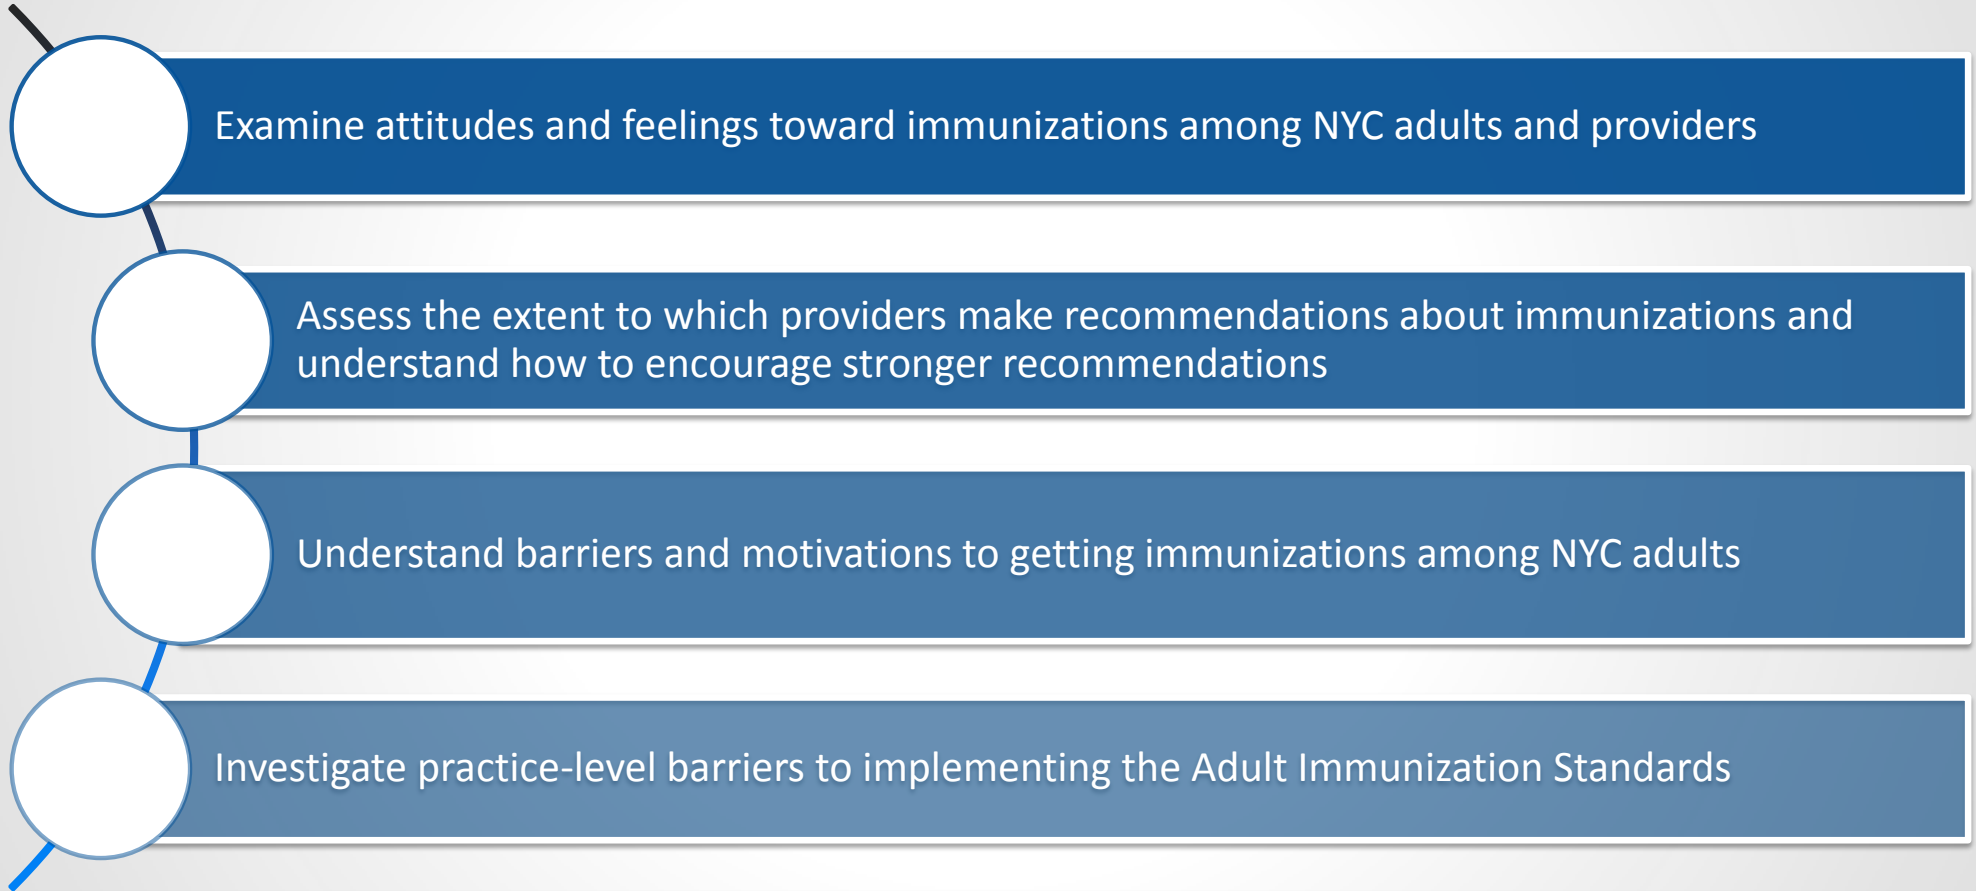 Examine attitudes and feelings toward immunizations among NYC adults and providers
Assess the extent to which providers make recommendations about immunizations and
understand how to encourage stronger recommendations
Understand barriers and motivations to getting immunizations among NYC adults
Investigate practice-level barriers to implementing the Adult Immunization Standards